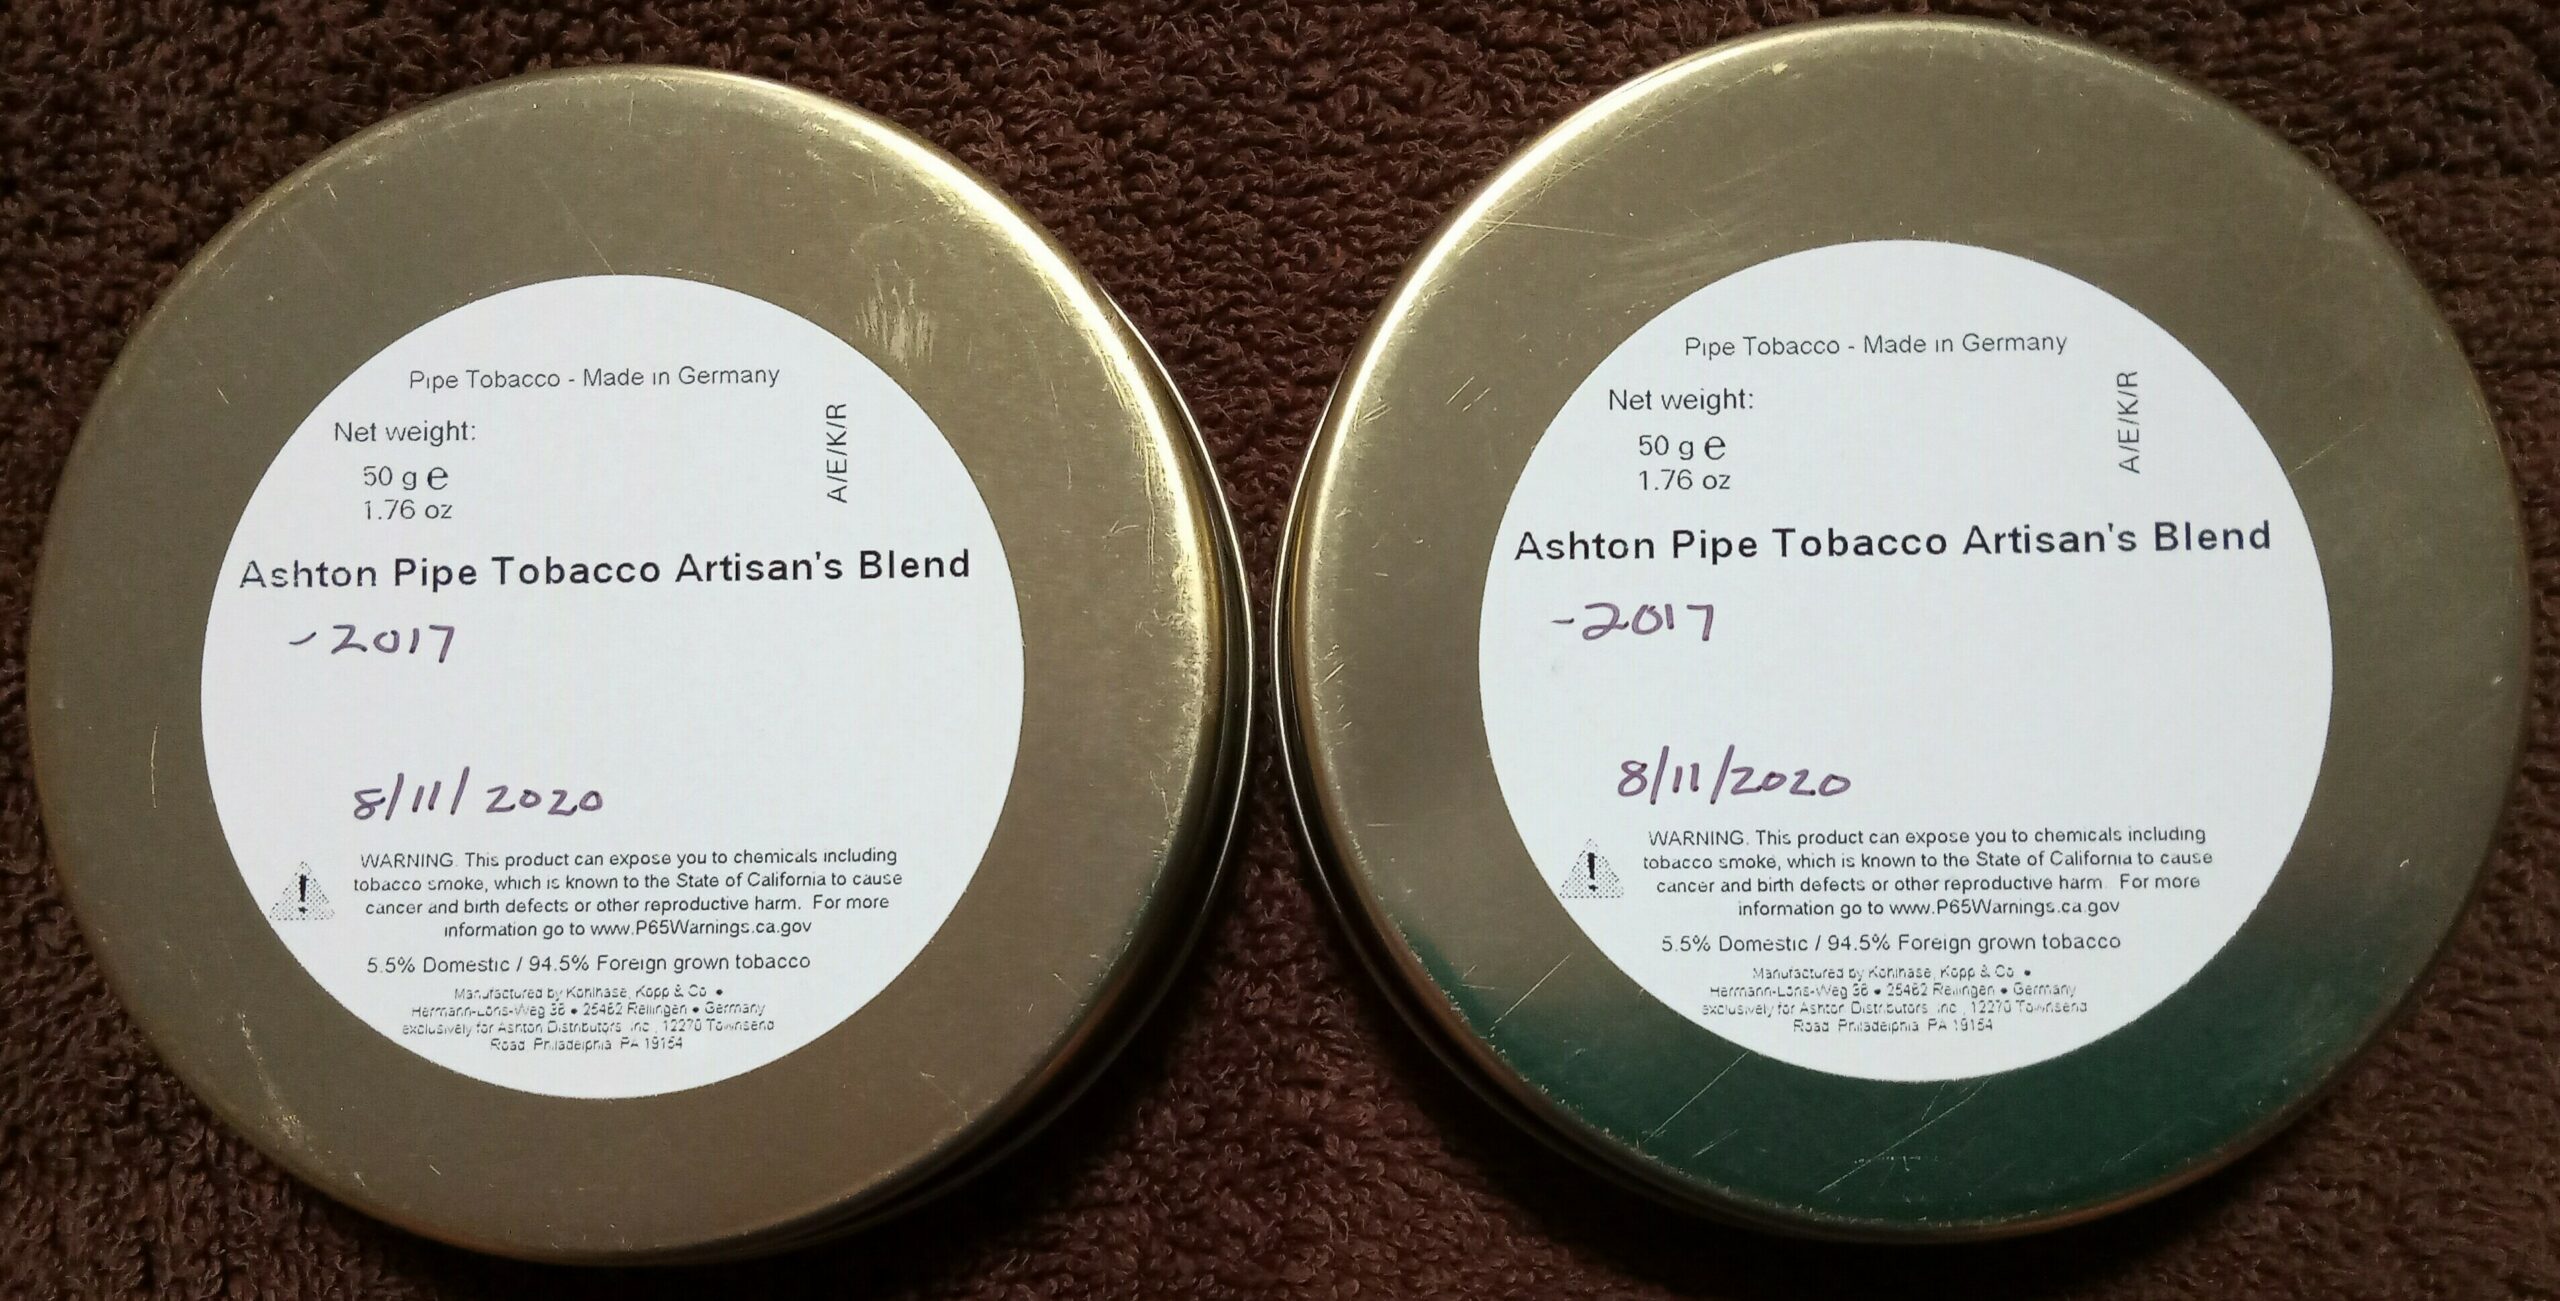 Pipe Tobacco - Made in Germany
Net weight:
A/E/K/R
50 g e
1.76 oz
Ashton Pipe Tobacco Artisan's Blend
-2017
8/11/2020
WARNING. This product can expose you to chemicals including
tobacco smoke, which is known to the State of California to cause
cancer and birth defects or other reproductive harm. For more
information go to www.P65Warnings.ca.gov
5.5% Domestic / 94.5% Foreign grown tobacco
Manufactured by Kohlhase, Kopp & Co •
Hermann-Löns-Weg 36 • 25462 Rellingen • Germany
exclusively for Ashton Distributors Inc., 12270 Townsend
Road Philadelphia PA 19154
Pipe Tobacco - Made in Germany
Net weight:
A/E/K/R
50 g e
1.76 oz
Ashton Pipe Tobacco Artisan's Blend
-2017
8/11/2020
WARNING. This product can expose you to chemicals including
tobacco smoke, which is known to the State of California to cause
cancer and birth defects or other reproductive harm. For more
information go to www.P65Warnings.ca.gov
5.5% Domestic / 94.5% Foreign grown tobacco
Manufactured by Kohlhase, Kopp & Co •
Hermann-Löns-Weg 36 • 25462 Rellingen • Germany
exclusively for Ashton Distributors Inc., 12270 Townsend
Road Philadelphia PA 19154